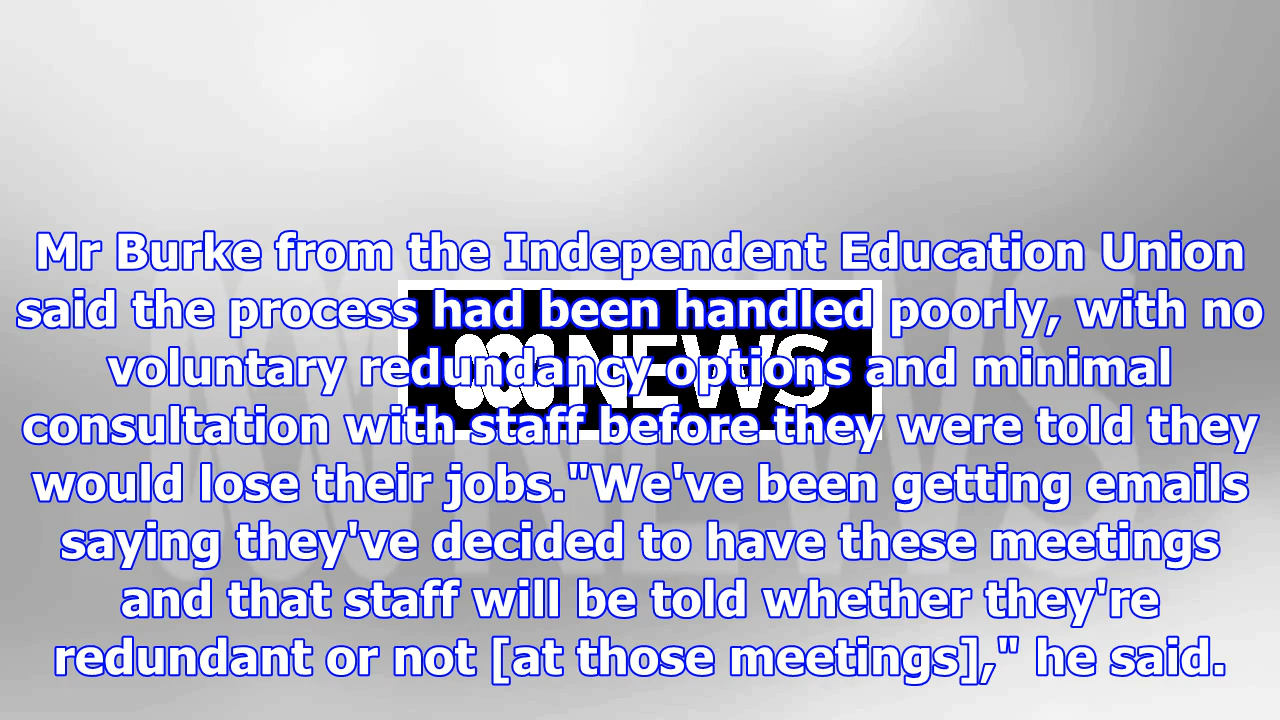 Mr Burke from the Independent Education Union
said the process had been handled poorly, with no
voluntary redundancy options and minimal
consultation with staff before they were told they
would lose their jobs."We've been getting emails
saying they've decided to have these meetings
and that staff will be told whether they're
redundant or not [at those meetings]," he said.
NEWS
NEWS